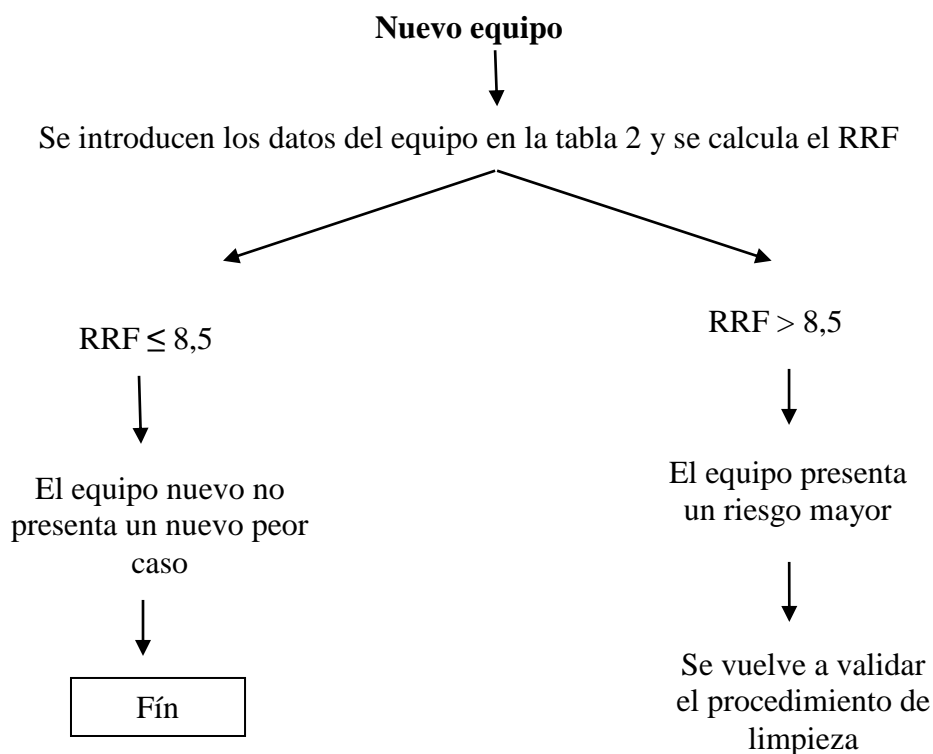 Nuevo equipo
Se introducen los datos del equipo en la tabla 2 y se calcula el RRF
RRF ≤ 8,5
El equipo nuevo no
presenta un nuevo peor
caso
Fín
RRF > 8,5
El equipo presenta
un riesgo mayor
Se vuelve a validar
el procedimiento de
limpieza